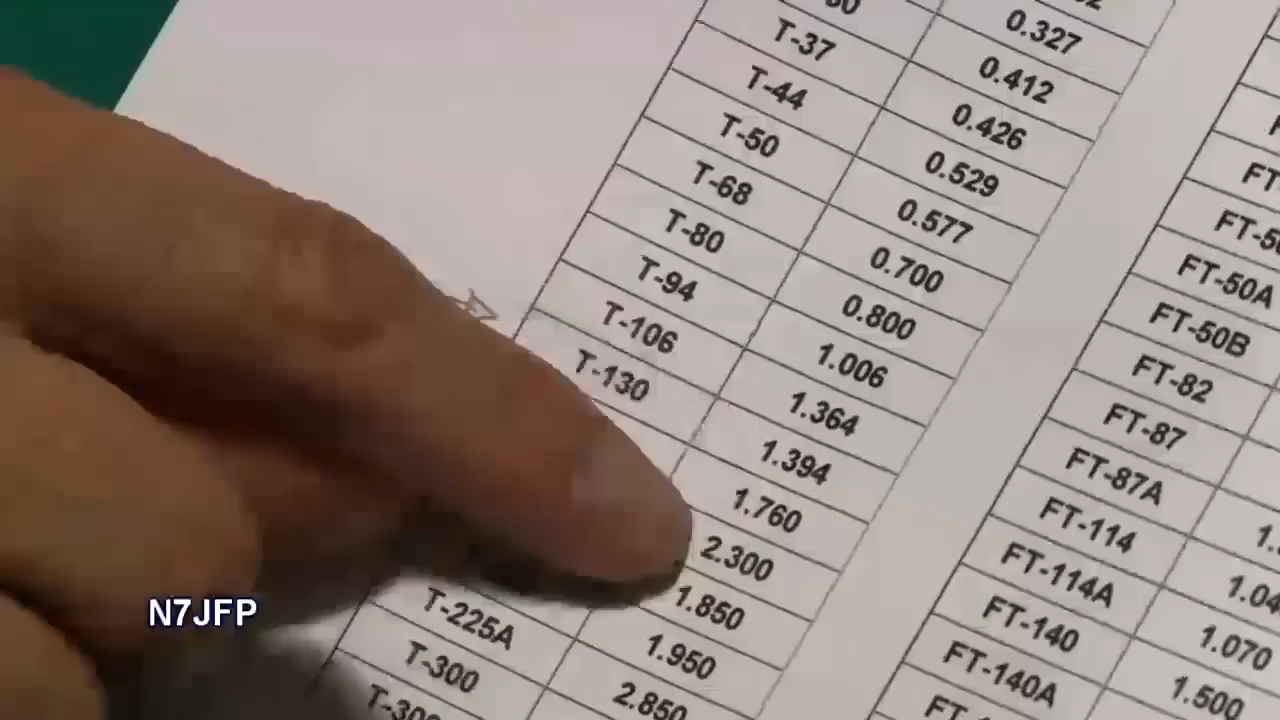 0.327
0.412
T-37 0.426
T-44 0.529
T-50 0.577
T-68 0.700
T-80 0.800
T-94 1.006
T-106 1.364
T-130 1.394
1.760
2.300
1.850
1.950
T-225A 2.850
T-300
FT-50A
FT-50B
FT-82
FT-87
FT-87A
FT-114
FT-114A 1.070
FT-140 1.500
FT-140A
N7JFP